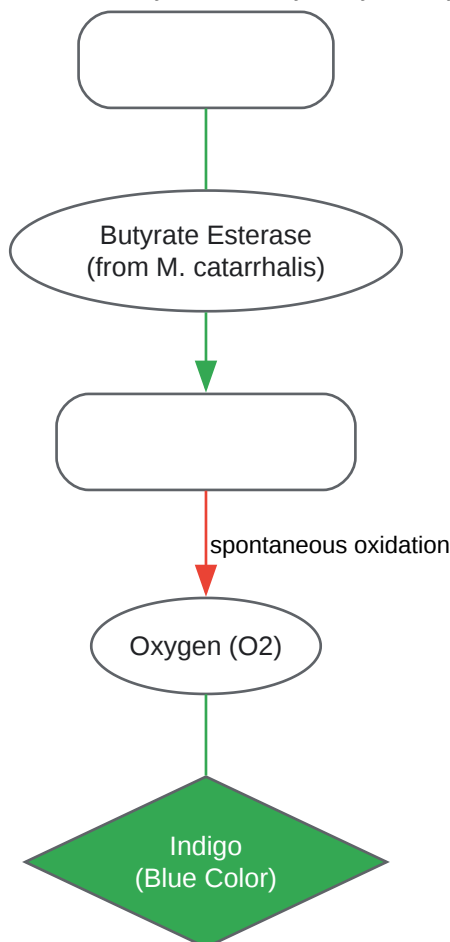 Butyrate Esterase
(from M. catarrhalis)
spontaneous oxidation
Oxygen (O2)
Indigo
(Blue Color)